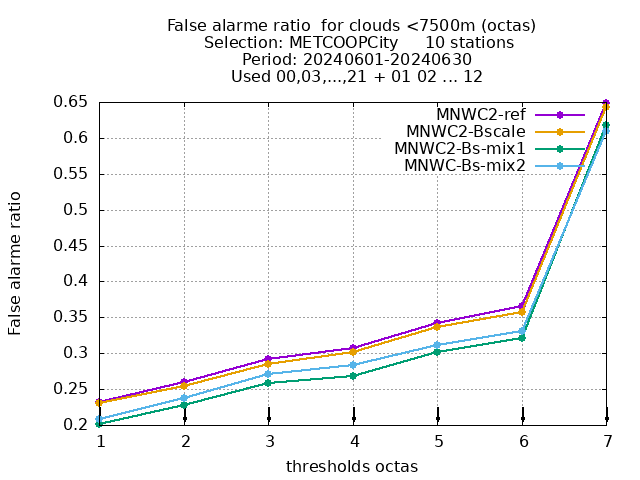 False alarme ratio  for clouds <7500m (octas)
Selection: METCOOPCity     10 stations
Period: 20240601-20240630
Used 00,03,...,21 + 01 02 ... 12
MNWC2-ref
MNWC2-Bscale
MNWC2-Bs-mix1
MNWC-Bs-mix2
False alarme ratio
0.65
0.6
0.55
0.5
0.45
0.4
0.35
0.3
0.25
0.2
1 2 3 4 5 6 7
thresholds octas